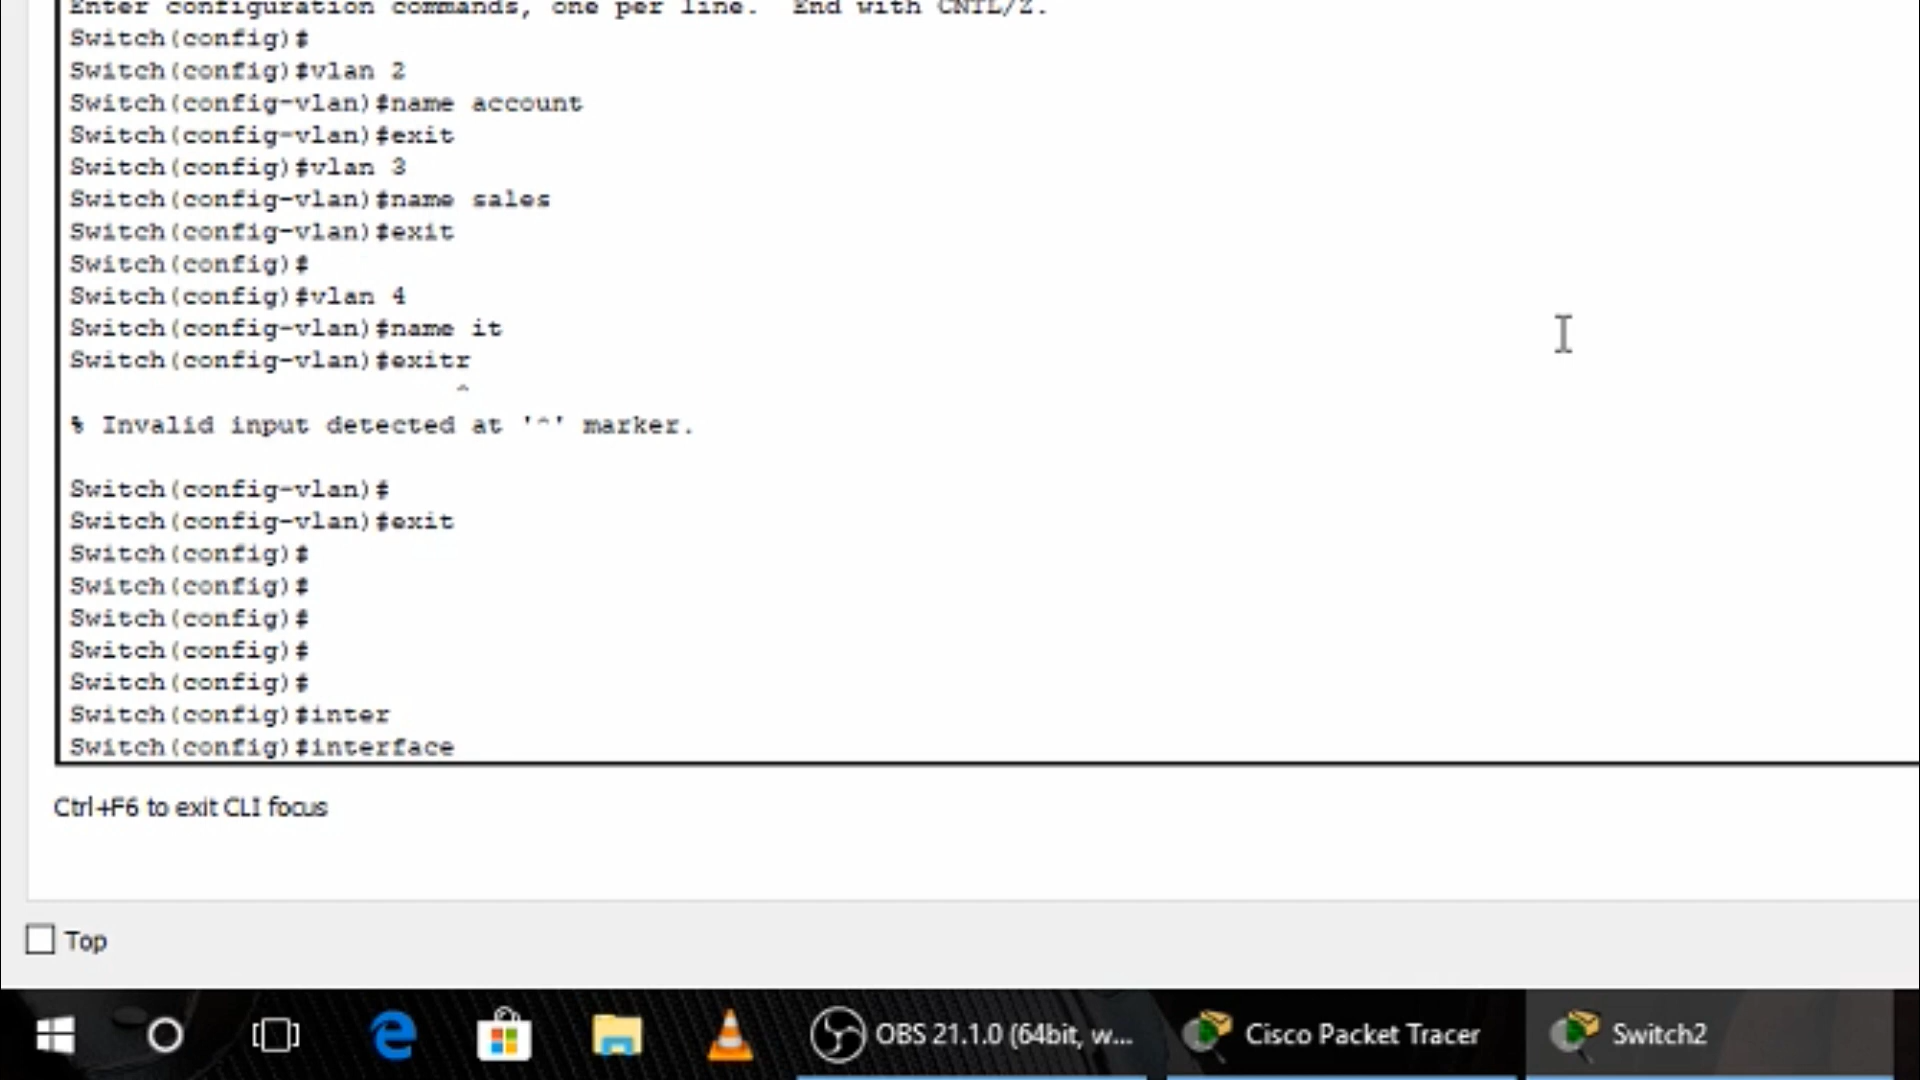 Enter configuration commands, one per line.  End with CNTL/Z.
Switch(config)#
Switch(config)#vlan 2
Switch(config-vlan)#name account
Switch(config-vlan)#exit
Switch(config)#vlan 3
Switch(config-vlan)#name sales
Switch(config-vlan)#exit
Switch(config)#
Switch(config)#vlan 4
Switch(config-vlan)#name it
Switch(config-vlan)#exitr
^
% Invalid input detected at '^' marker.
Switch(config-vlan)#
Switch(config-vlan)#exit
Switch(config)#
Switch(config)#
Switch(config)#
Switch(config)#
Switch(config)#
Switch(config)#inter
Switch(config)#interface
Ctrl+F6 to exit CLI focus
Top
OBS 21.1.0 (64bit, w...
Cisco Packet Tracer
Switch2